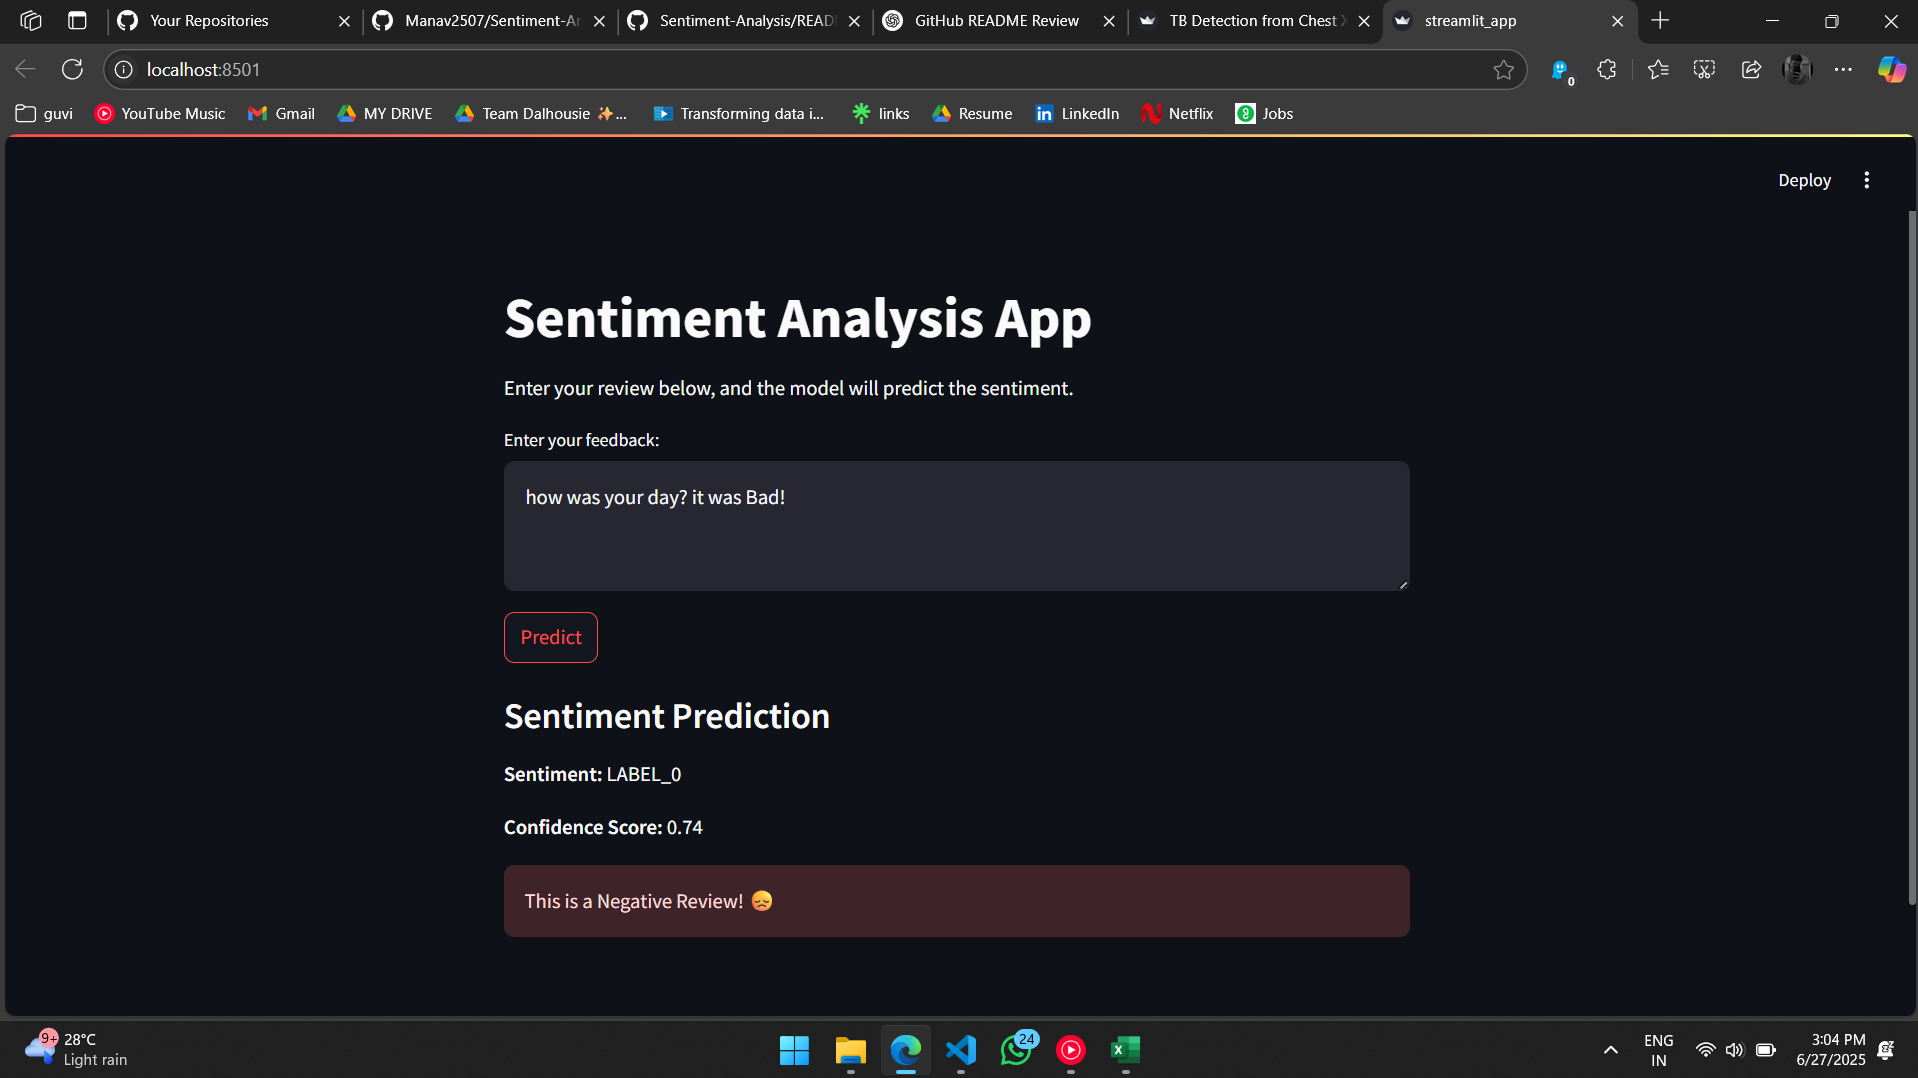 Your Repositories
Manav2507/Sentiment-An
Sentiment-Analysis/READ
GitHub README Review
TB Detection from Chest X
streamlit_app
localhost:8501
0
guvi
YouTube Music
Gmail
MY DRIVE
Team Dalhousie ✨...
Transforming data i...
links
Resume
LinkedIn
Netflix
Jobs
Deploy
Sentiment Analysis App
Enter your review below, and the model will predict the sentiment.
Enter your feedback:
how was your day? it was Bad!
Predict
Sentiment Prediction
Sentiment: LABEL_0
Confidence Score: 0.74
This is a Negative Review! 😞
9+
28°C
Light rain
24
ENG
IN
3:04 PM
6/27/2025